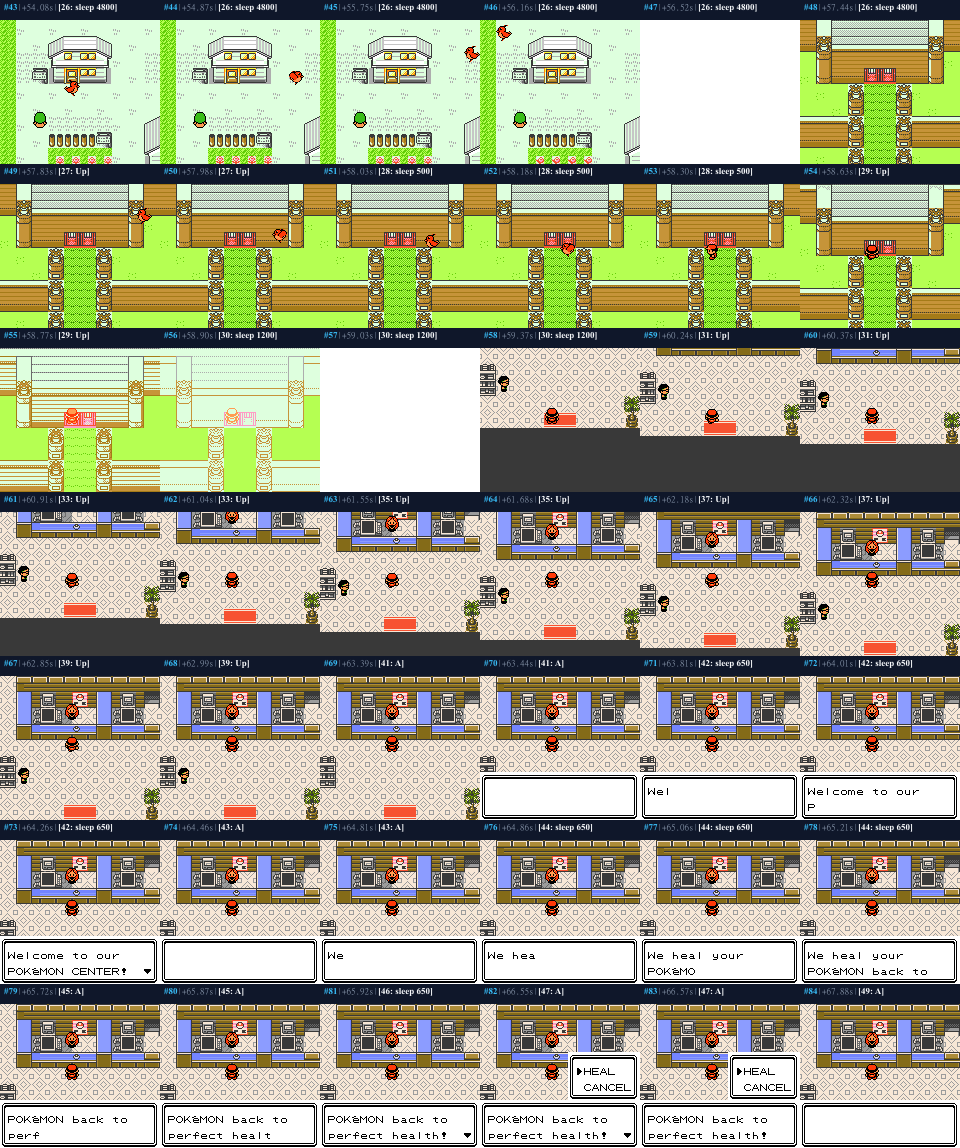 #43|+54.08s| [26: sleep 4800]
#44|+54.87s| [26: sleep 4800]
#45|+55.75s| [26: sleep 4800]
#46|+56.16s| [26: sleep 4800]
#47|+56.52s| [26: sleep 4800]
#48|+57.44s| [26: sleep 4800]
#49|+57.83s| [27: Up]
#50|+57.98s| [27: Up]
#51|+58.03s| [28: sleep 500]
#52|+58.18s| [28: sleep 500]
#53|+58.30s| [28: sleep 500]
#54|+58.63s| [29: Up]
#55|+58.77s| [29: Up]
#56|+58.90s| [30: sleep 1200]
#57|+59.03s| [30: sleep 1200]
#58|+59.37s| [30: sleep 1200]
#59|+60.24s| [31: Up]
#60|+60.37s| [31: Up]
#61|+60.91s| [33: Up]
#62|+61.04s| [33: Up]
#63|+61.55s| [35: Up]
#64|+61.68s| [35: Up]
#65|+62.18s| [37: Up]
#66|+62.32s| [37: Up]
#67|+62.85s| [39: Up]
#68|+62.99s| [39: Up]
#69|+63.39s| [41: A]
#70|+63.44s| [41: A]
#71|+63.81s| [42: sleep 650]
#72|+64.01s| [42: sleep 650]
Wel
Welcome to our
P
#73|+64.26s| [42: sleep 650]
#74|+64.46s| [43: A]
#75|+64.81s| [43: A]
#76|+64.86s| [44: sleep 650]
#77|+65.06s| [44: sleep 650]
#78|+65.21s| [44: sleep 650]
Welcome to our
POKéMON CENTER!
We
We hea
We heal your
POKéMO
We heal your
POKéMON back to
#79|+65.72s| [45: A]
#80|+65.87s| [45: A]
#81|+65.92s| [46: sleep 650]
#82|+66.55s| [47: A]
#83|+66.57s| [47: A]
#84|+67.88s| [49: A]
POKéMON back to
perf
POKéMON back to
perfect healt
POKéMON back to
perfect health!
HEAL
CANCEL
POKéMON back to
perfect health!
HEAL
CANCEL
POKéMON back to
perfect health!